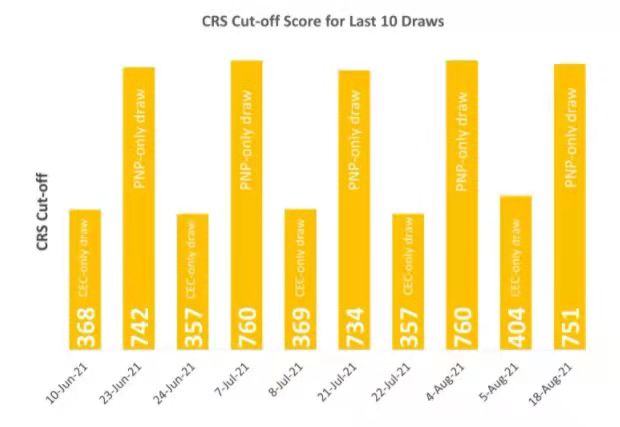 CRS Cut-off Score for Last 10 Draws
CRS Cut-off
368 CEC-only draw
742 PNP-only draw
357 CEC-only draw
760 PNP-only draw
369 CEC-only draw
734 PNP-only draw
357 CEC-only draw
760 PNP-only draw
404 CEC-only draw
751 PNP-only draw
10-Jun-21
23-Jun-21
24-Jun-21
7-Jul-21
8-Jul-21
21-Jul-21
22-Jul-21
4-Aug-21
5-Aug-21
18-Aug-21